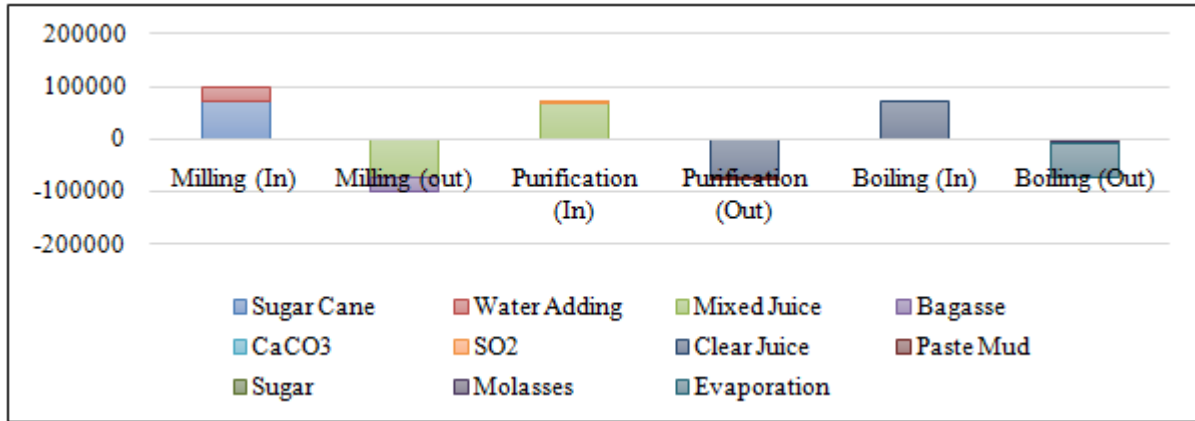 200000
100000
0
-100000
-200000
Milling (In) Milling (out) Purification Purification Boiling (In) Boiling (Out)
(In) (Out)
Sugar Cane Water Adding Mixed Juice Bagasse
CaCO3 SO2 Clear Juice Paste Mud
Sugar Molasses Evaporation